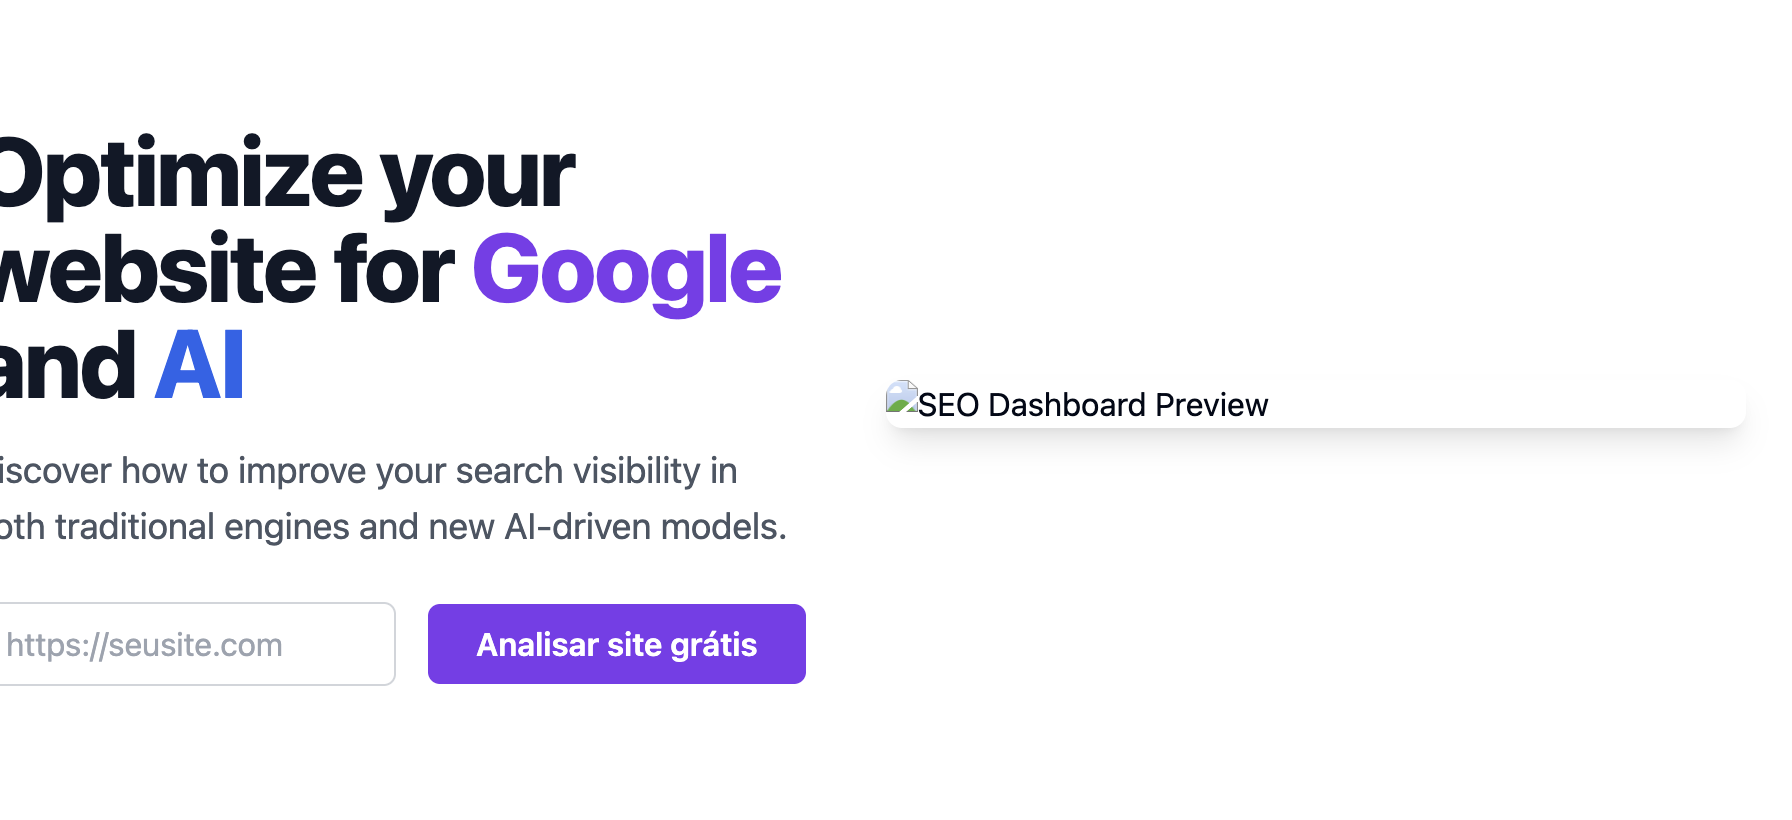 Optimize your
website for Google
and AI
iscover how to improve your search visibility in
oth traditional engines and new AI-driven models.
https://seusite.com
Analisar site grátis
SEO Dashboard Preview